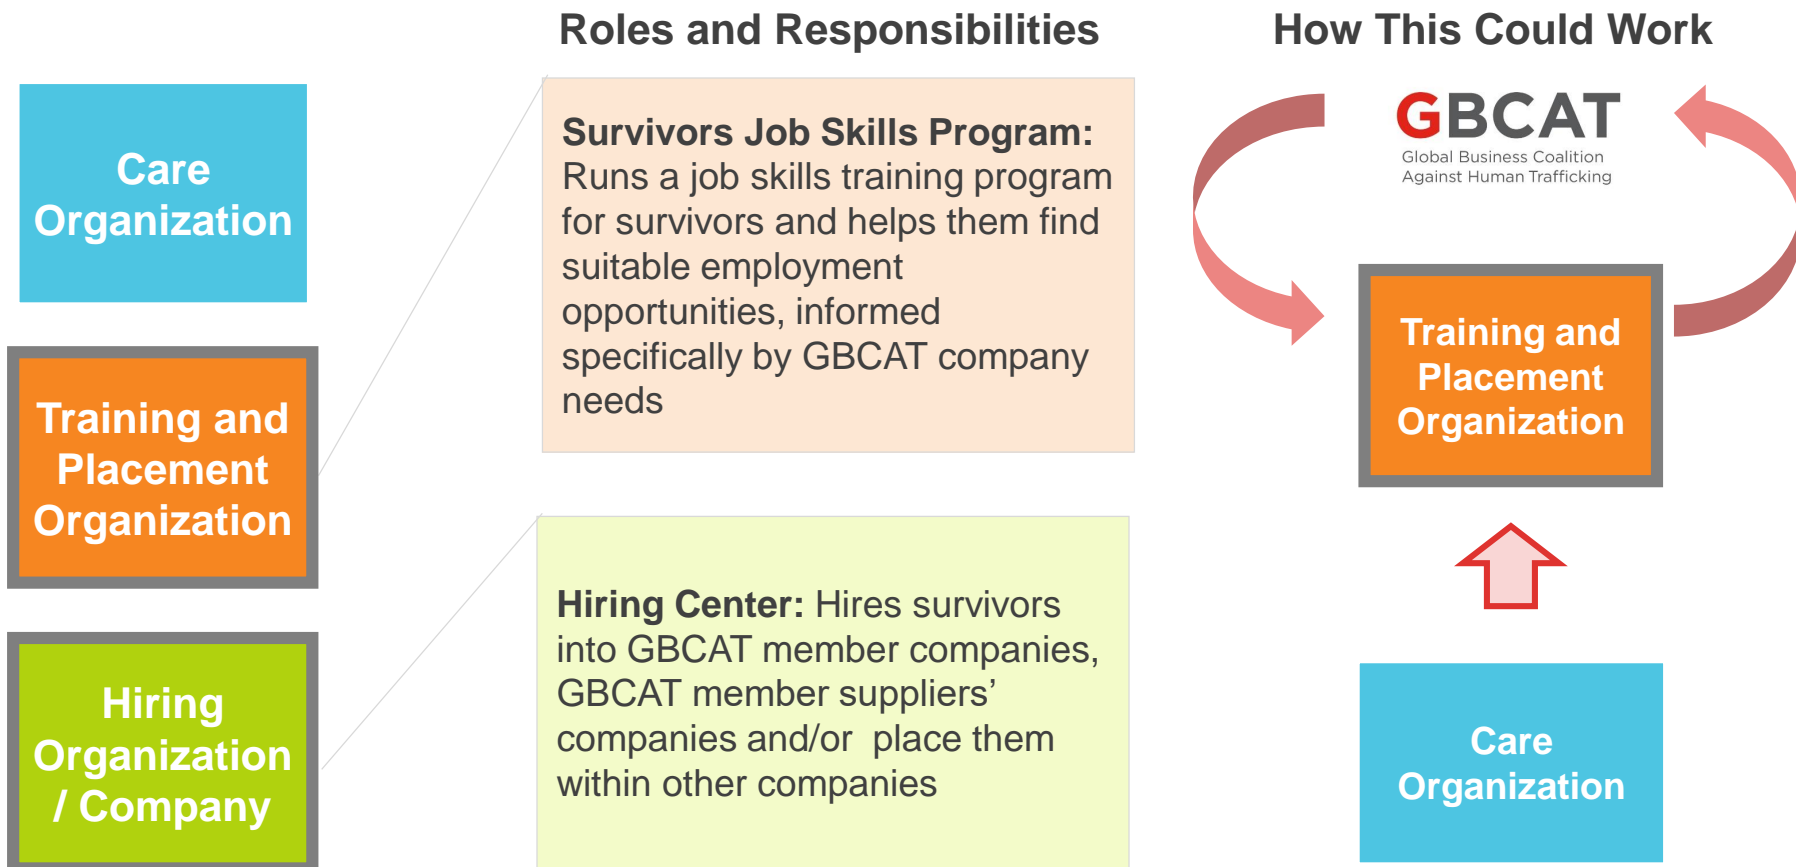 Roles and Responsibilities
How This Could Work
Care
Organization
Training and
Placement
Organization
Hiring
Organization
/ Company
Survivors Job Skills Program:
Runs a job skills training program
for survivors and helps them find
suitable employment
opportunities, informed
specifically by GBCAT company
needs
Hiring Center: Hires survivors
into GBCAT member companies,
GBCAT member suppliers’
companies and/or  place them
within other companies
GBCAT
Global Business Coalition
Against Human Trafficking
Training and
Placement
Organization
Care
Organization